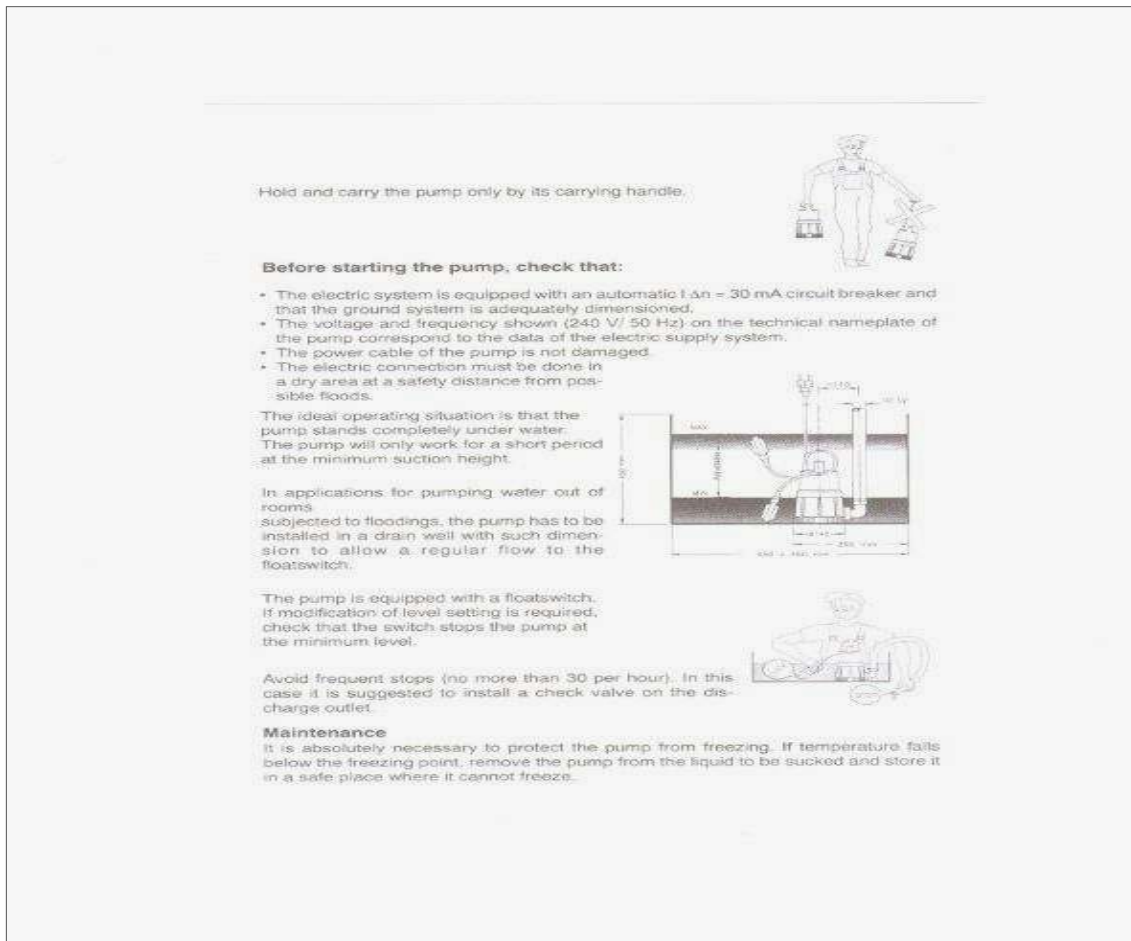 Hold and carry the pump only by its carrying handle.
Before starting the pump, check that:
• The electric system is equipped with an automatic I Δn = 30 mA circuit breaker and
that the ground system is adequately dimensioned.
• The voltage and frequency shown (240 V/ 50 Hz) on the technical nameplate of
the pump correspond to the data of the electric supply system.
• The power cable of the pump is not damaged.
• The electric connection must be done in
a dry area at a safety distance from pos-
sible floods.
The ideal operating situation is that the
pump stands completely under water.
The pump will only work for a short period
at the minimum suction height.
MAX
MIN
In applications for pumping water out of
rooms
subjected to floodings, the pump has to be
installed in a drain well with such dimen-
sion to allow a regular flow to the
floatswitch.
The pump is equipped with a floatswitch.
If modification of level setting is required,
check that the switch stops the pump at
the minimum level.
Avoid frequent stops (no more than 30 per hour). In this
case it is suggested to install a check valve on the dis-
charge outlet.
Maintenance
It is absolutely necessary to protect the pump from freezing. If temperature falls
below the freezing point, remove the pump from the liquid to be sucked and store it
in a safe place where it cannot freeze.